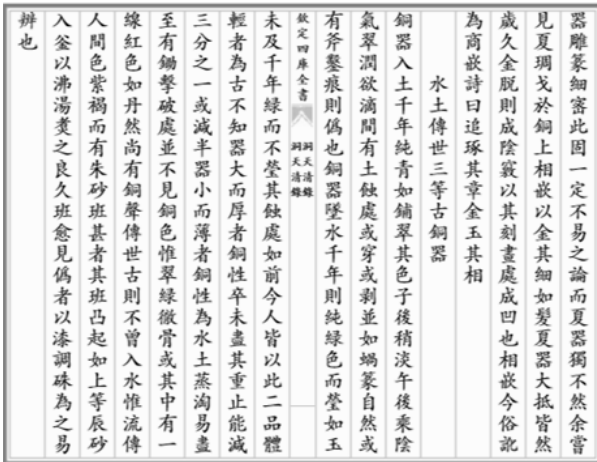 器雕篆細密此固一定不易之論而夏器獨不然余嘗
見夏琱戈於銅上相嵌以金其細如髮夏器大抵皆然
歲久金脱則成陰竅以其刻畫處成凹也相嵌今俗訛
為商嵌詩曰追琢其章金玉其相
水土傳世三等古銅器
銅器入土千年純青如鋪翠其色子後稍淡午後乘陰
氣翠潤欲滴間有土蝕處或穿或剥並如蝸篆自然或
有斧鑿痕則僞也銅器墜水千年則純綠色而瑩如玉
欽定四庫全書
洞天清錄
洞天清錄
未及千年綠而不瑩其蝕處如前今人皆以此二品體
輕者為古不知器大而厚者銅性卒未盡其重止能減
三分之一或減半器小而薄者銅性為水土蒸淘易盡
至有鋤擊破處並不見銅色惟翠綠徹骨或其中有一
線紅色如丹然尚有銅聲傳世古則不曾入水惟流傳
人間色紫褐而有朱砂班甚者其班凸起如上等辰砂
入釜以沸湯煑之良久班愈見僞者以漆調硃為之易
辨也